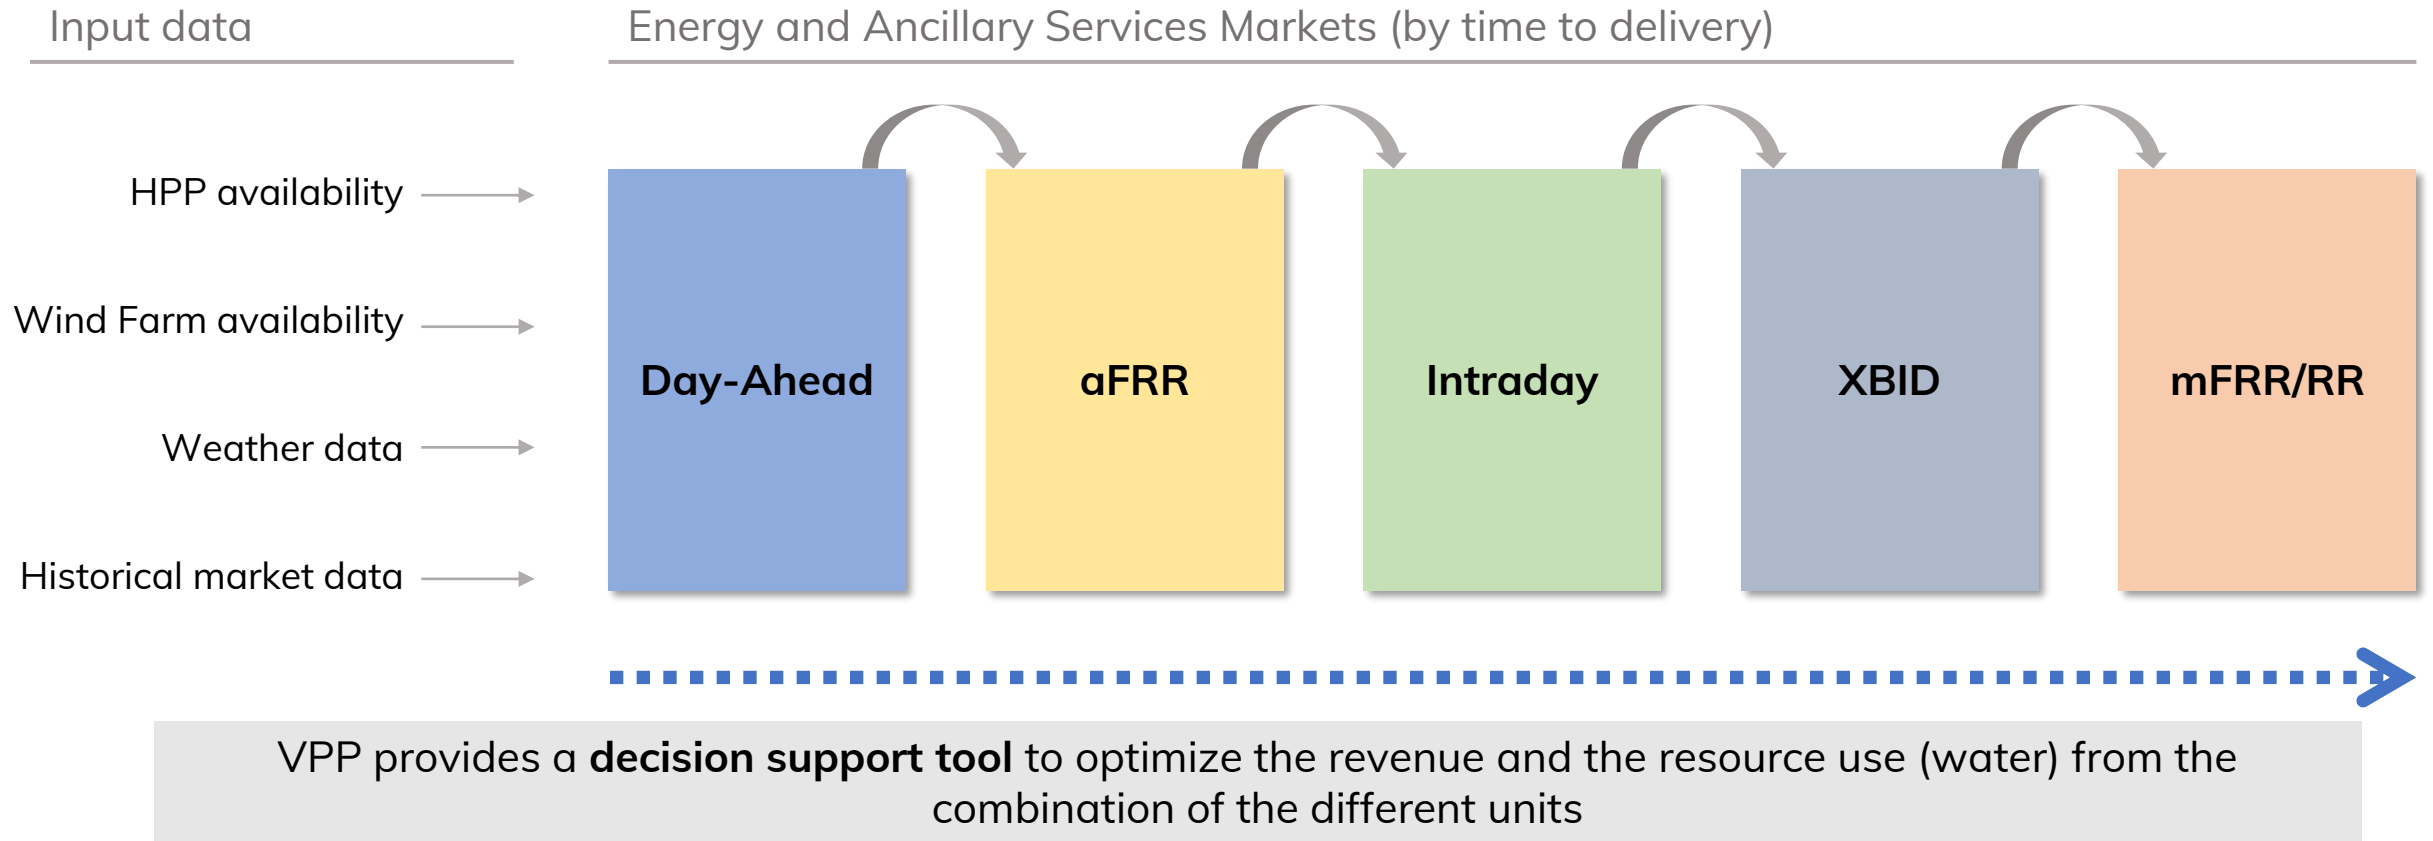 Input data
Energy and Ancillary Services Markets (by time to delivery)
HPP availability
Wind Farm availability
Weather data
Historical market data
Day-Ahead
aFRR
Intraday
XBID
mFRR/RR
VPP provides a decision support tool to optimize the revenue and the resource use (water) from the
combination of the different units